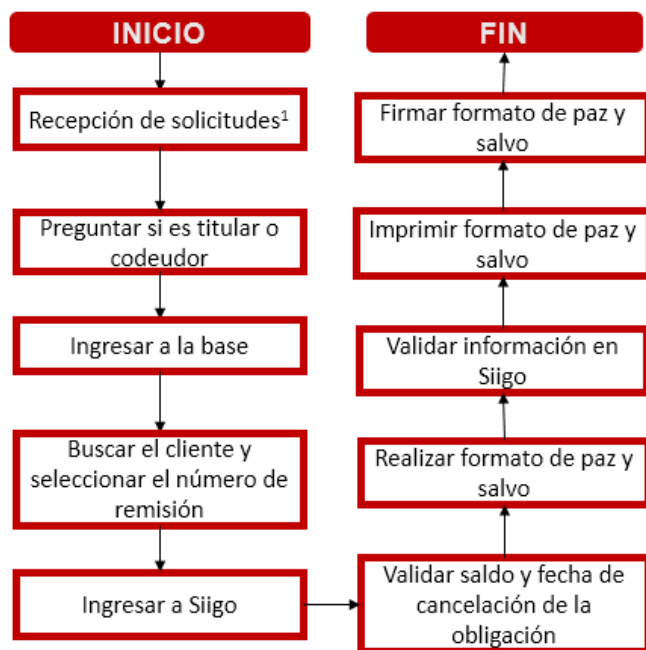 INICIO
Recepción de solicitudes¹
Preguntar si es titular o
codeudor
Ingresar a la base
Buscar el cliente y
seleccionar el número de
remisión
Ingresar a Siigo
Validar saldo y fecha de
cancelación de la
obligación
Realizar formato de paz y
salvo
Validar información en
Siigo
Imprimir formato de paz y
salvo
Firmar formato de paz y
salvo
FIN